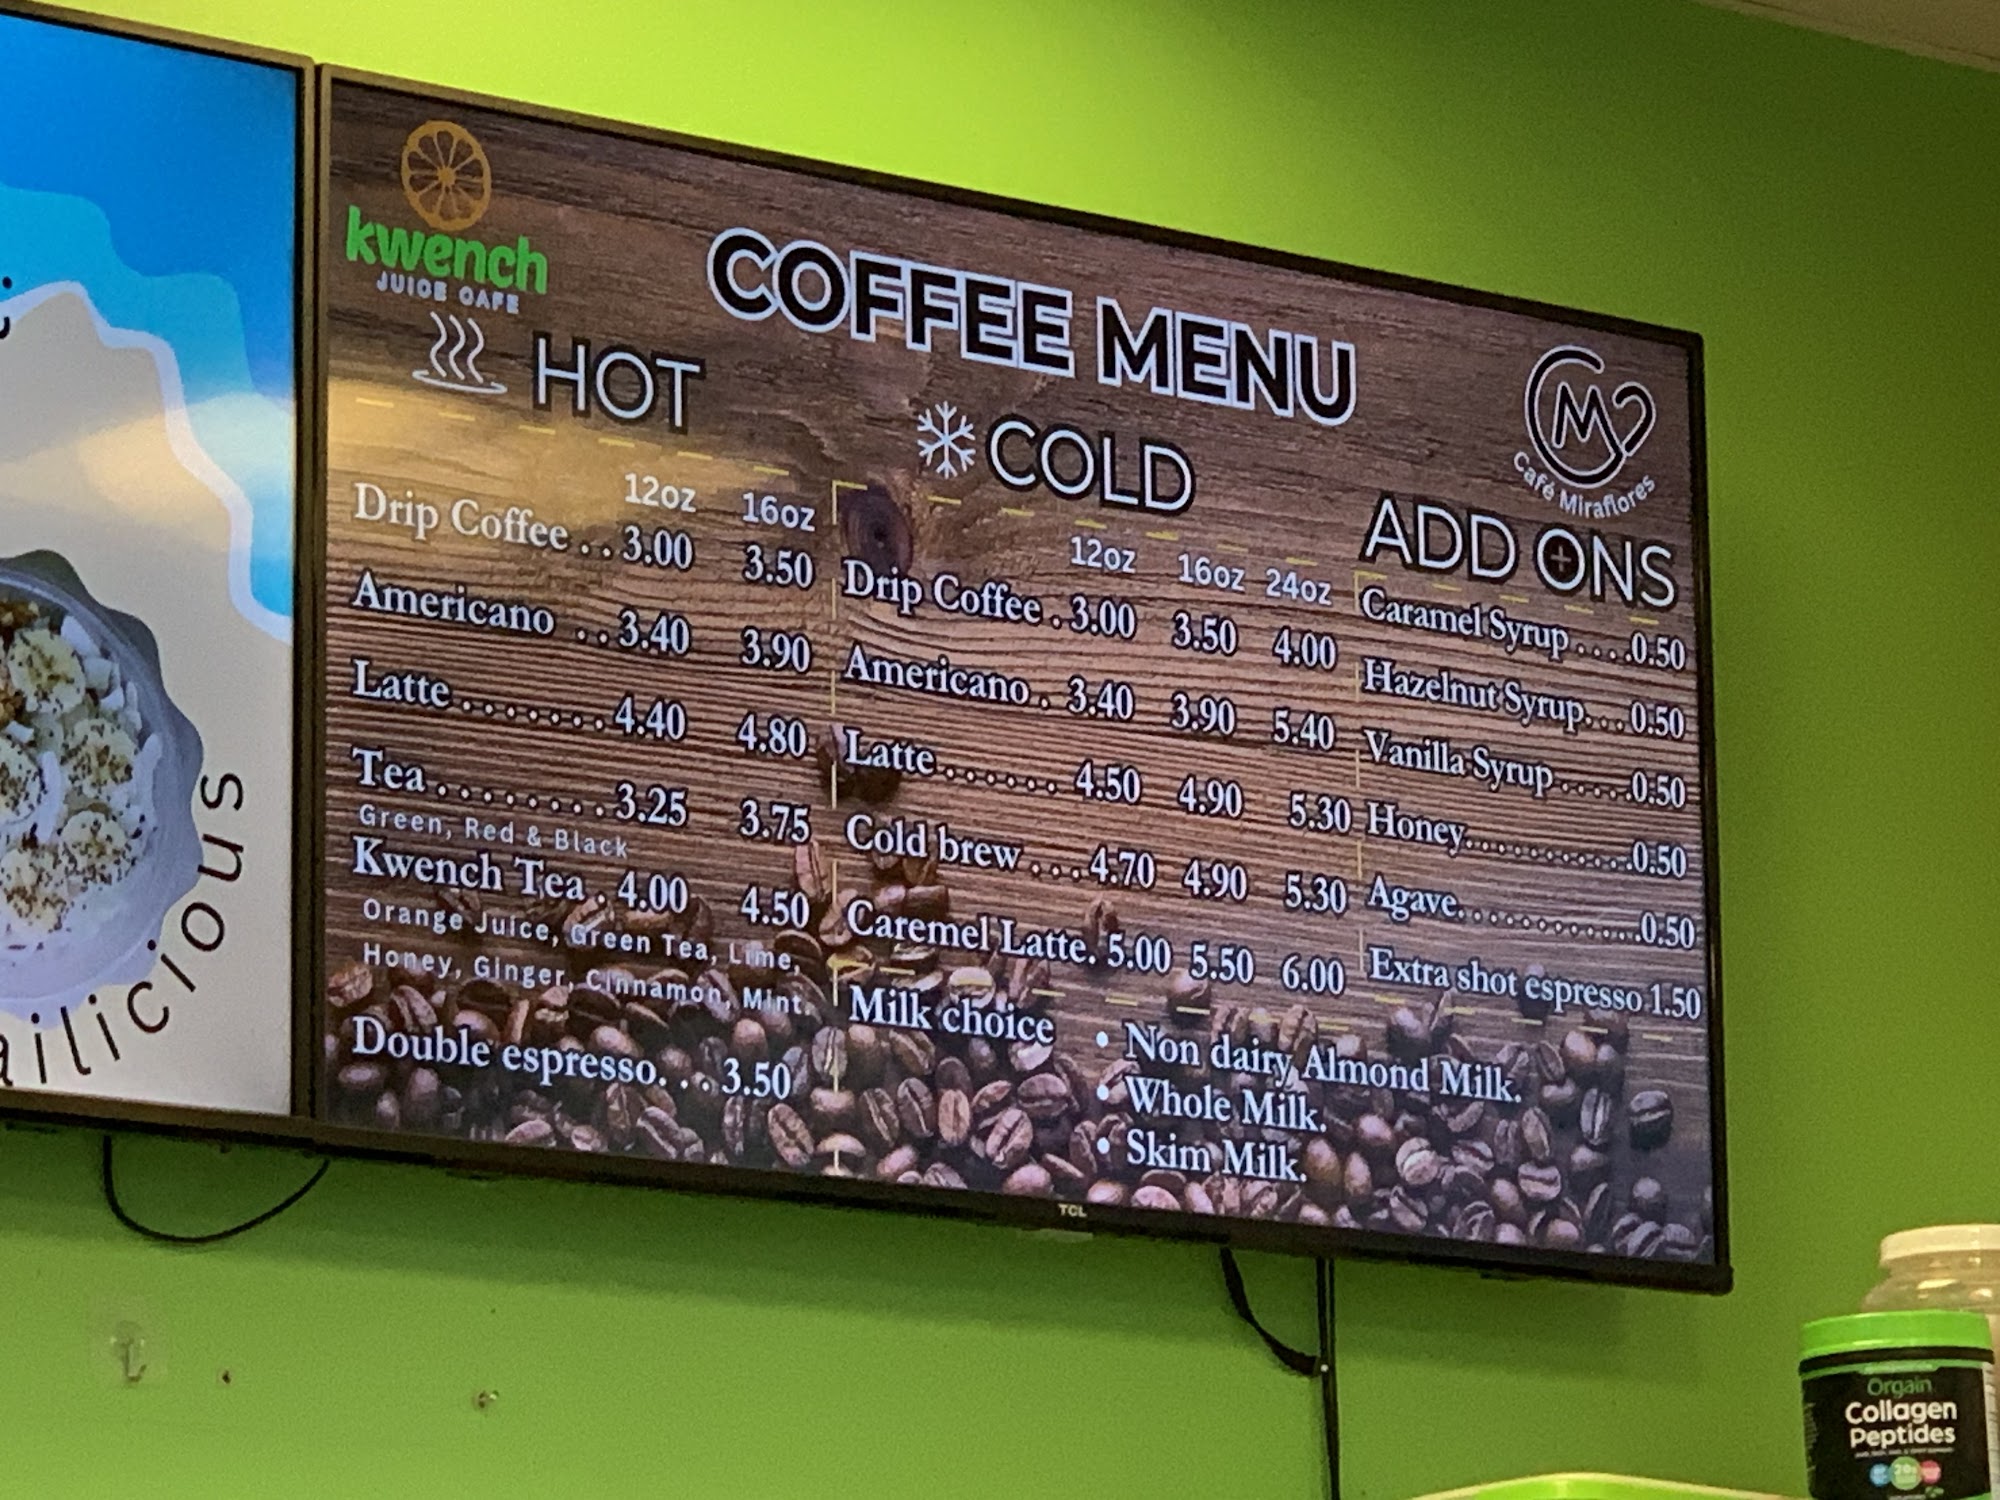 ailicious
kwench
JUICE CAFE
COFFEE MENU
CM
Café Miraflores
HOT
12oz 16oz
Drip Coffee . . 3.00 3.50
Americano . . 3.40 3.90
Latte . . . . . . . 4.40 4.80
Tea . . . . . . . . 3.25 3.75
Green, Red & Black
Kwench Tea . 4.00 4.50
Orange Juice, Green Tea, Lime,
Honey, Ginger, Cinnamon, Mint.
Double espresso. . . 3.50
COLD
12oz 16oz 24oz
Drip Coffee . 3.00 3.50 4.00
Americano . . 3.40 3.90 5.40
Latte . . . . . . . 4.50 4.90 5.30
Cold brew . . . 4.70 4.90 5.30
Caremel Latte. 5.00 5.50 6.00
Milk choice
• Non dairy Almond Milk.
• Whole Milk.
• Skim Milk.
ADD ONS
Caramel Syrup . . . .0.50
Hazelnut Syrup. . . 0.50
Vanilla Syrup . . . . .0.50
Honey. . . . . . . . . . . .0.50
Agave. . . . . . . . . . . .0.50
Extra shot espresso 1.50
TCL
Orgain
Collagen
Peptides